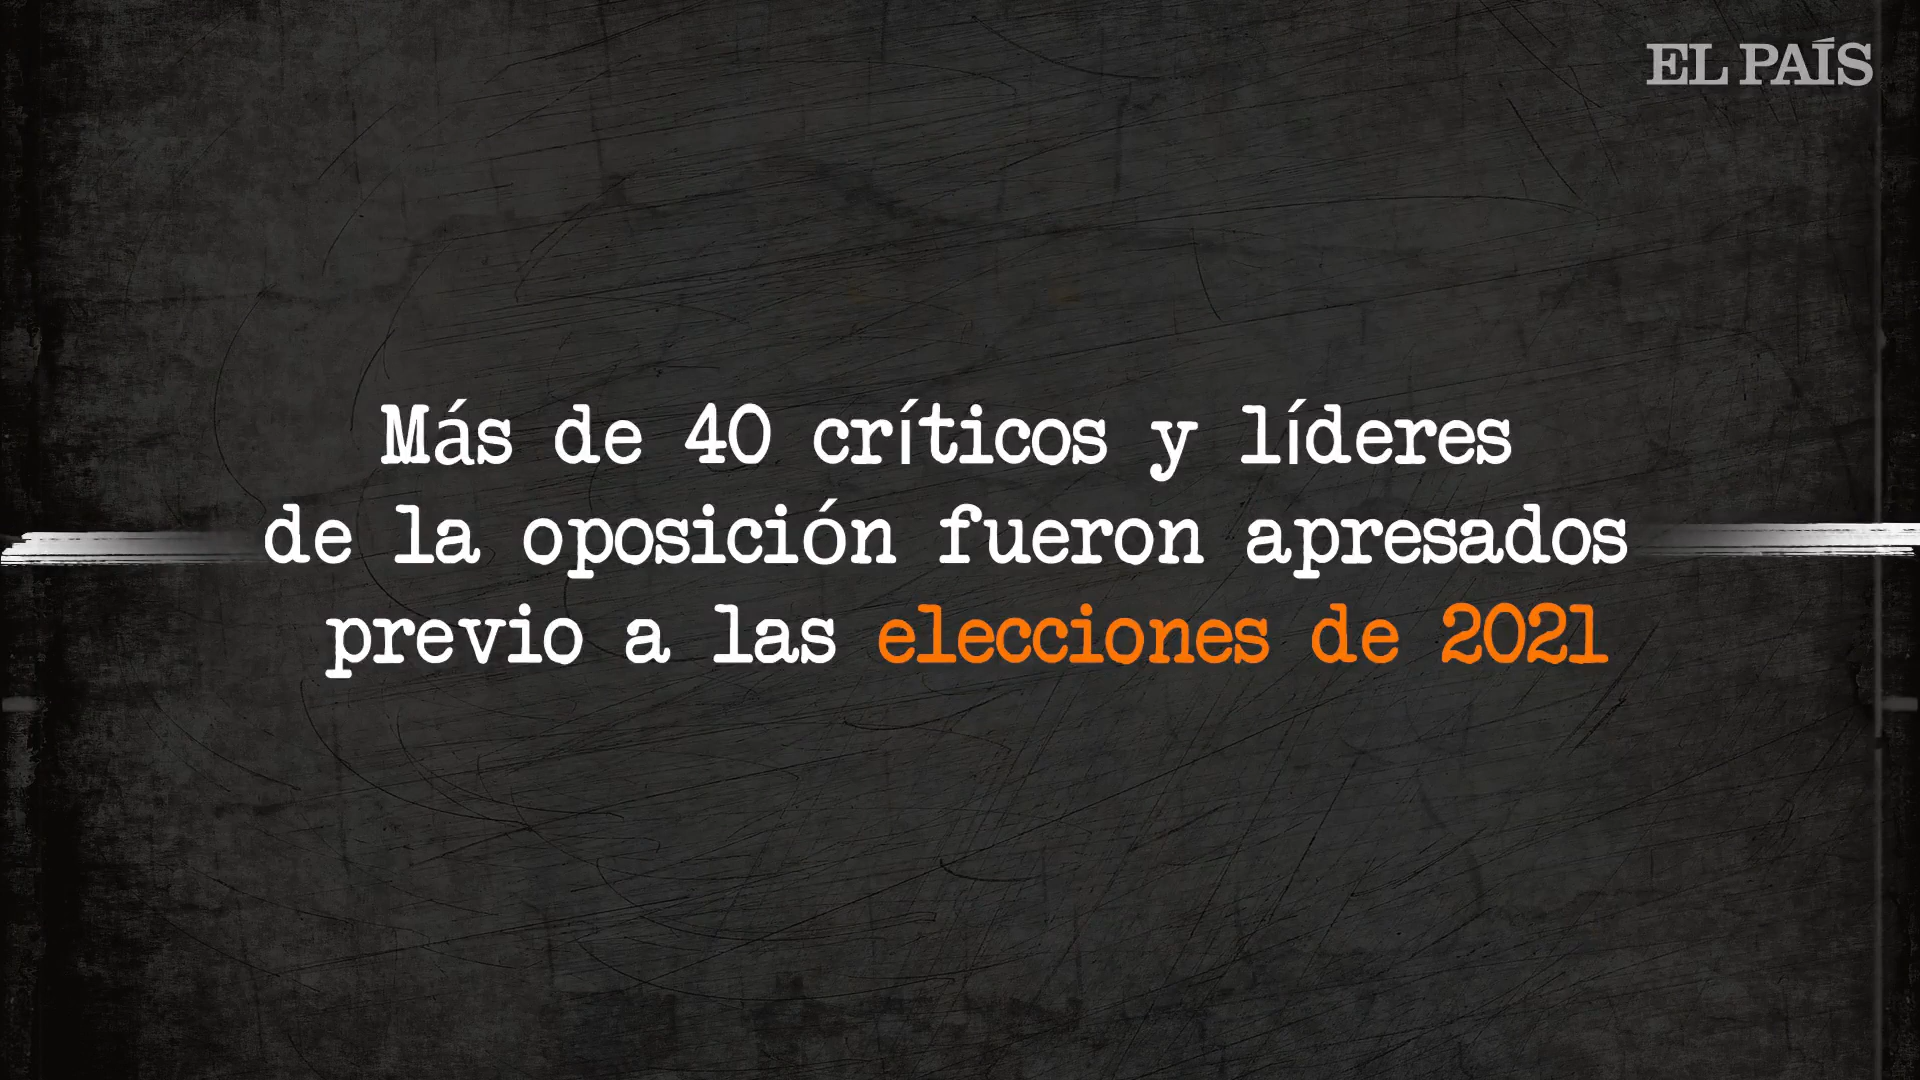 EL PAÍS
Más de 40 críticos y líderes
de la oposición fueron apresados
previo a las elecciones de 2021